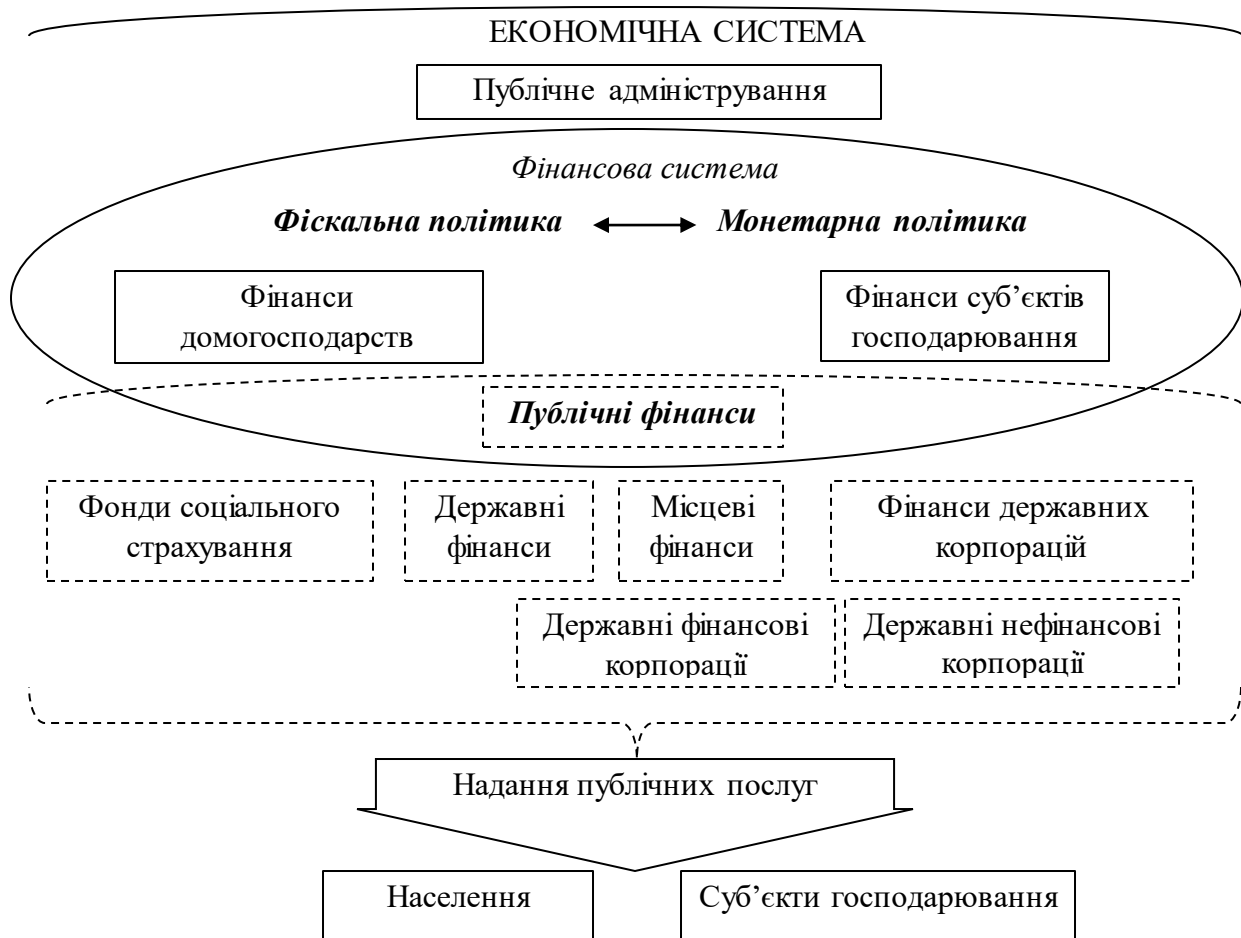 ЕКОНОМІЧНА СИСТЕМА
Публічне адміністрування
Фінансова система
Фіскальна політика
Монетарна політика
Фінанси
домогосподарств
Фінанси суб’єктів
господарювання
Публічні фінанси
Фонди соціального
страхування
Державні
фінанси
Місцеві
фінанси
Фінанси державних
корпорацій
Державні фінансові
корпорації
Державні нефінансові
корпорації
Надання публічних послуг
Населення
Суб’єкти господарювання